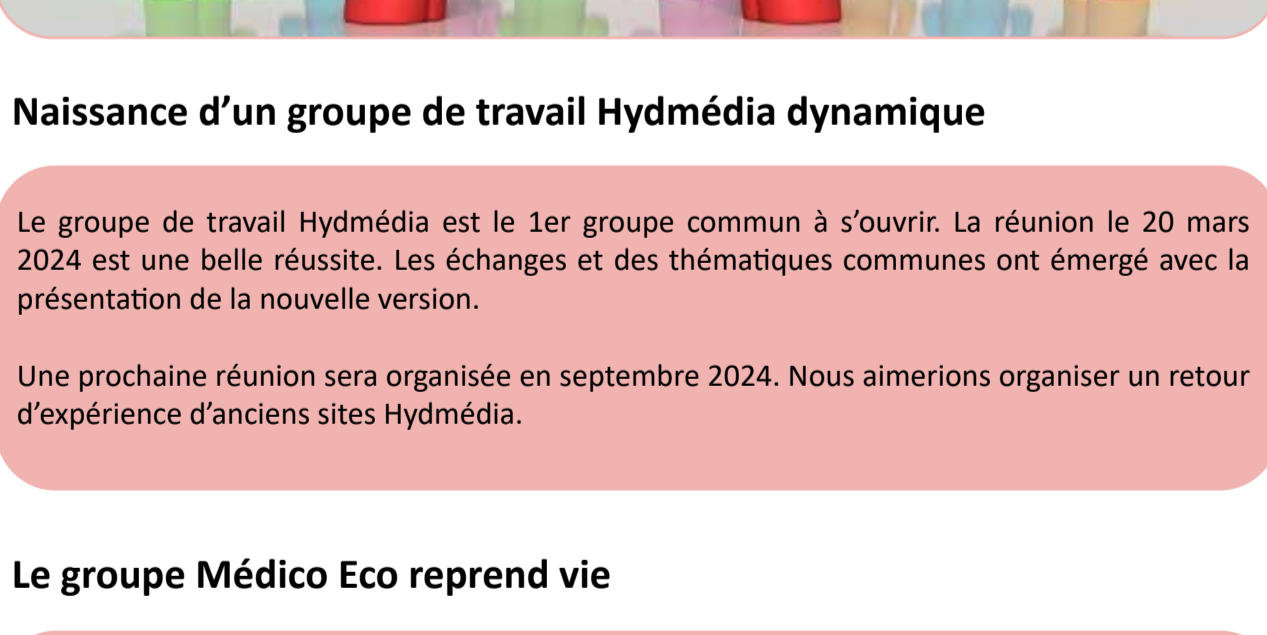 Naissance d’un groupe de travail Hydmédia dynamique
Le groupe de travail Hydmédia est le 1er groupe commun à s’ouvrir. La réunion le 20 mars
2024 est une belle réussite. Les échanges et des thématiques communes ont émergé avec la
présentation de la nouvelle version.
Une prochaine réunion sera organisée en septembre 2024. Nous aimerions organiser un retour
d’expérience d’anciens sites Hydmédia.
Le groupe Médico Eco reprend vie